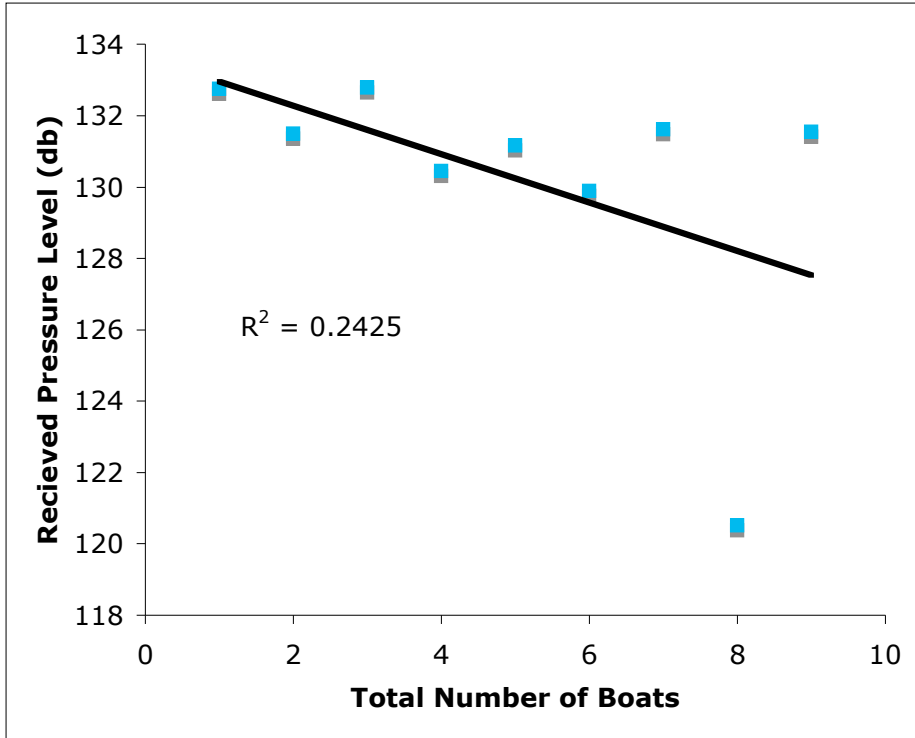 134
132
130
128
126
124
122
120
118
Recieved Pressure Level (db)
R² = 0.2425
0 2 4 6 8 10
Total Number of Boats